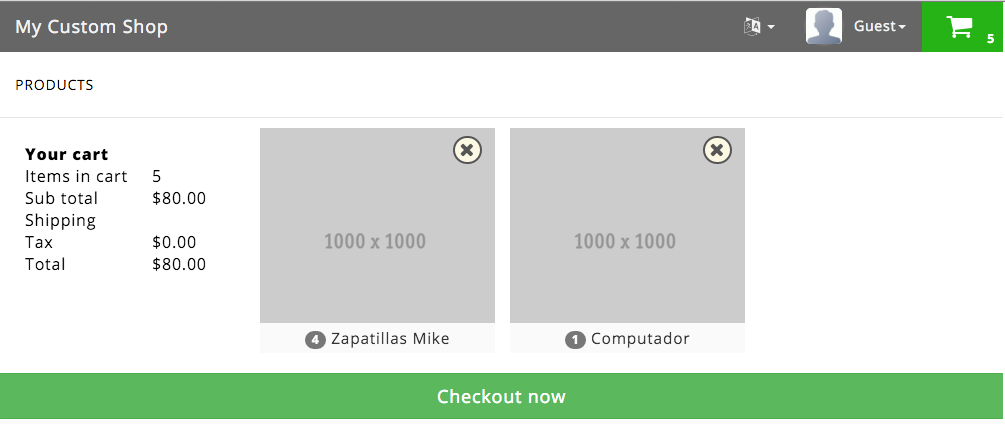 My Custom Shop
Guest
5
PRODUCTS
Your cart
Items in cart 5
Sub total $80.00
Shipping
Tax $0.00
Total $80.00
1000 x 1000
4 Zapatillas Mike
1000 x 1000
1 Computador
Checkout now